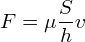 F = μ S/h v